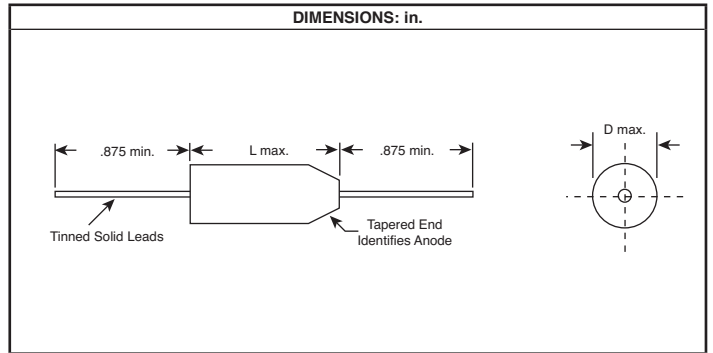 DIMENSIONS: in.
D max.
.875 min.
L max.
.875 min.
Tinned Solid Leads
Tapered End
Identifies Anode